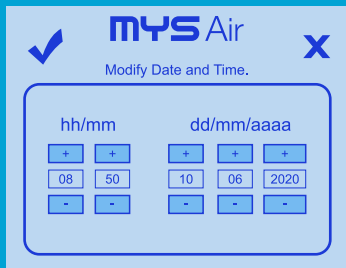 MYS Air
X
Modify Date and Time.
hh/mm dd/mm/aaaa
+ + + + +
08 50 10 06 2020
- - - - -